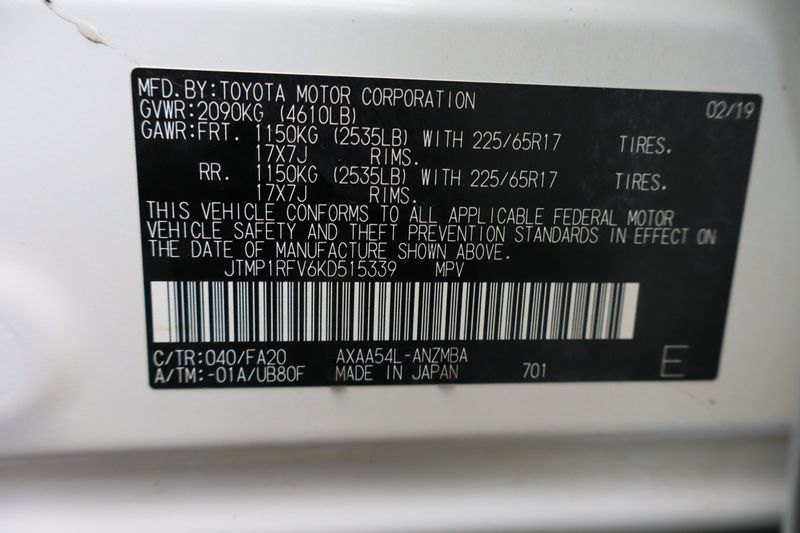 MFD.BY:TOYOTA MOTOR CORPORATION 02/19
GVWR:2090KG (4610LB)
GAWR:FRT. 1150KG (2535LB) WITH 225/65R17 TIRES.
17X7J RIMS.
RR. 1150KG (2535LB) WITH 225/65R17 TIRES.
17X7J RIMS.
THIS VEHICLE CONFORMS TO ALL APPLICABLE FEDERAL MOTOR
VEHICLE SAFETY AND THEFT PREVENTION STANDARDS IN EFFECT ON
THE DATE OF MANUFACTURE SHOWN ABOVE.
JTMP1RFV6KD515339 MPV
C/TR:040/FA20 AXAA54L-ANZMBA
A/TM:-01A/UB80F MADE IN JAPAN 701 E